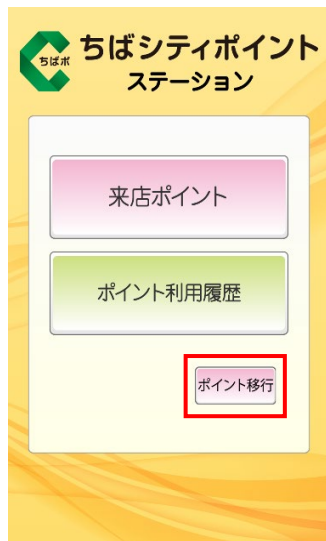 ちばポ
ちばシティポイント
ステーション
来店ポイント
ポイント利用履歴
ポイント移行